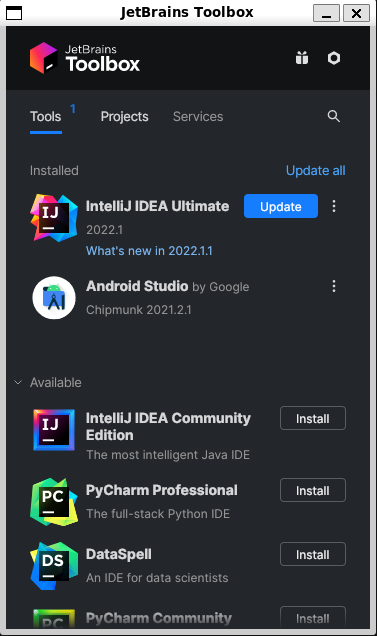 JetBrains Toolbox
JetBrains
Toolbox
Tools 1 Projects Services
Installed Update all
IJ IntelliJ IDEA Ultimate Update
2022.1
What's new in 2022.1.1
Android Studio by Google
Chipmunk 2021.2.1
Available
IJ IntelliJ IDEA Community Install
Edition
The most intelligent Java IDE
PC PyCharm Professional Install
The full-stack Python IDE
DS DataSpell Install
An IDE for data scientists
PC PyCharm Community Install